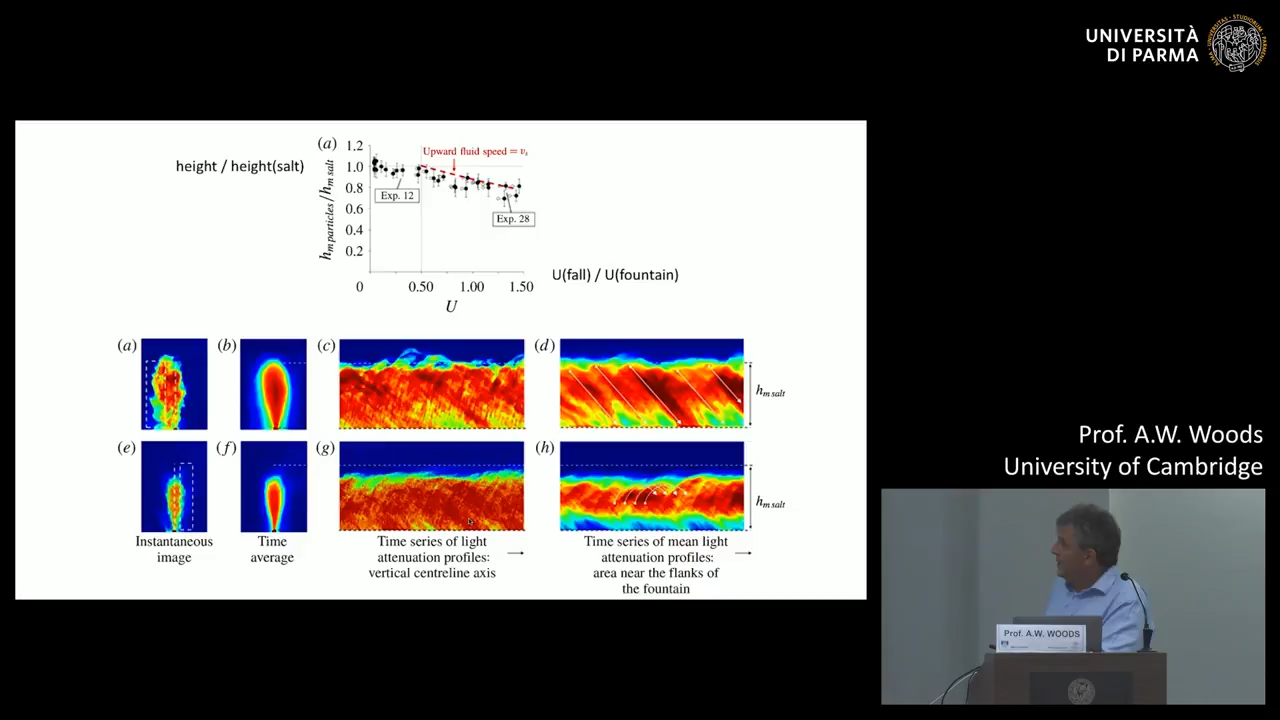 UNIVERSITÀ
DI PARMA
height / height(salt)
(a)
h_m particles / h_m salt
1.2
1.0
0.8
0.6
0.4
0.2
0
0.50
1.00
1.50
U
Upward fluid speed = vₛ
Exp. 12
Exp. 28
U(fall) / U(fountain)
(a)
(b)
(c)
(d)
h_m salt
(e)
(f)
(g)
(h)
h_m salt
Instantaneous
image
Time
average
Time series of light
attenuation profiles:
vertical centreline axis
Time series of mean light
attenuation profiles:
area near the flanks of
the fountain
Prof. A.W. Woods
University of Cambridge
Prof. A.W. WOODS